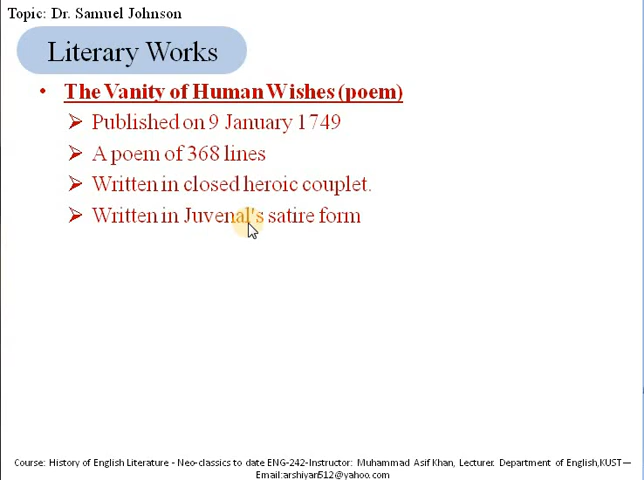 Topic: Dr. Samuel Johnson
Literary Works
• The Vanity of Human Wishes (poem)
➢ Published on 9 January 1749
➢ A poem of 368 lines
➢ Written in closed heroic couplet.
➢ Written in Juvenal's satire form
Course: History of English Literature - Neo-classics to date ENG-242-Instructor: Muhammad Asif Khan, Lecturer. Department of English,KUST—
Email:arshiyan512@yahoo.com